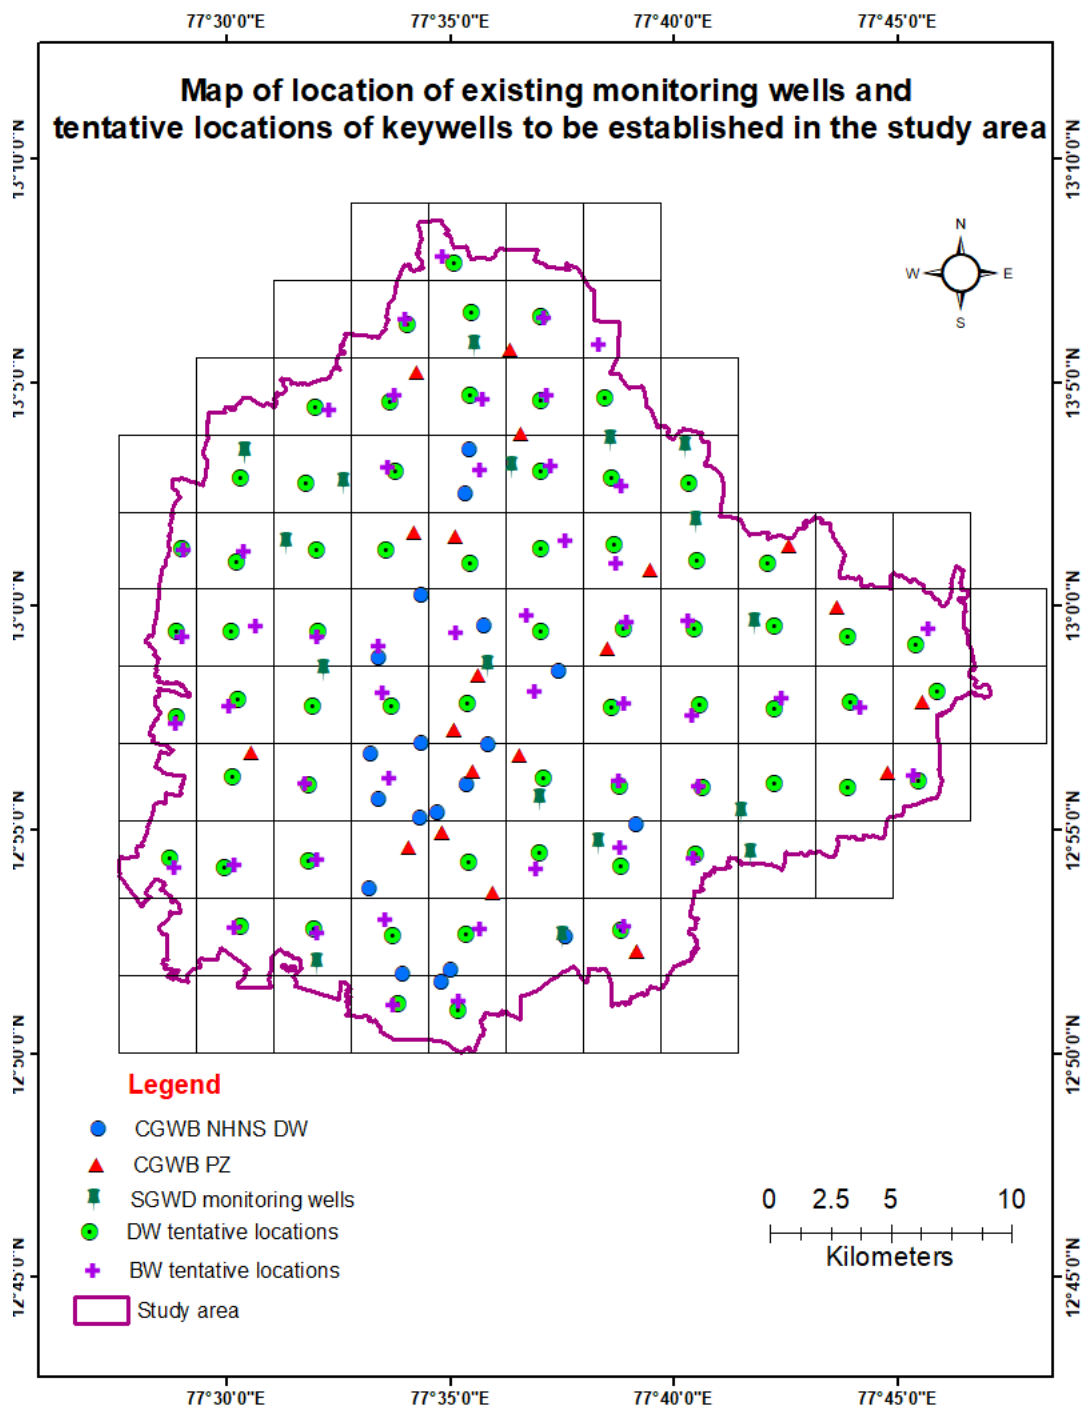 77°30'0"E 77°35'0"E 77°40'0"E 77°45'0"E
Map of location of existing monitoring wells and
tentative locations of keywells to be established in the study area
13°10'0"N 13°10'0"N
N
W E
S
13°5'0"N 13°5'0"N
13°0'0"N 13°0'0"N
12°55'0"N 12°55'0"N
12°50'0"N 12°50'0"N
Legend
CGWB NHNS DW
CGWB PZ
SGWD monitoring wells
DW tentative locations
BW tentative locations
Study area
0 2.5 5 10
Kilometers
12°45'0"N 12°45'0"N
77°30'0"E 77°35'0"E 77°40'0"E 77°45'0"E